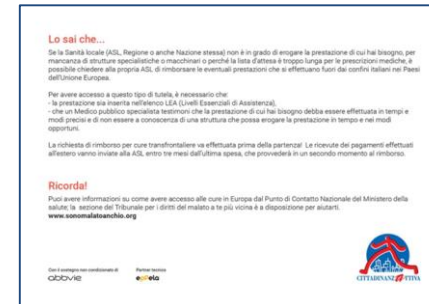 Lo sai che...
Se la Sanità locale (ASL, Regione o anche Nazione stessa) non è in grado di erogare la prestazione di cui hai bisogno, per
mancanza di strutture specialistiche o macchinari o perché la lista d'attesa è troppo lunga per le prescrizioni mediche, è
possibile chiedere alla propria ASL di rimborsare le eventuali prestazioni che si effettuano fuori dai confini italiani nei Paesi
dell'Unione Europea.
Per avere accesso a questo tipo di tutela, è necessario che:
- la prestazione sia inserita nell'elenco LEA (Livelli Essenziali di Assistenza),
- che un Medico pubblico specialista testimoni che la prestazione di cui hai bisogno debba essere effettuata in tempi e
modi precisi e di non essere a conoscenza di una struttura che possa erogare la prestazione in tempo e nei modi
opportuni.
La richiesta di rimborso per cure transfrontaliere va effettuata prima della partenza! Le ricevute dei pagamenti effettuati
all'estero vanno inviate alla ASL entro tre mesi dall'ultima spesa, che provvederà in un secondo momento al rimborso.
Ricorda!
Puoi avere informazioni su come avere accesso alle cure in Europa dal Punto di Contatto Nazionale del Ministero della
salute; la sezione del Tribunale per i diritti del malato a te più vicina è a disposizione per aiutarti.
www.sonomalatoanchio.org
Con il sostegno non condizionato di
Partner tecnico
abbvie
CITTADINANZATTIVA